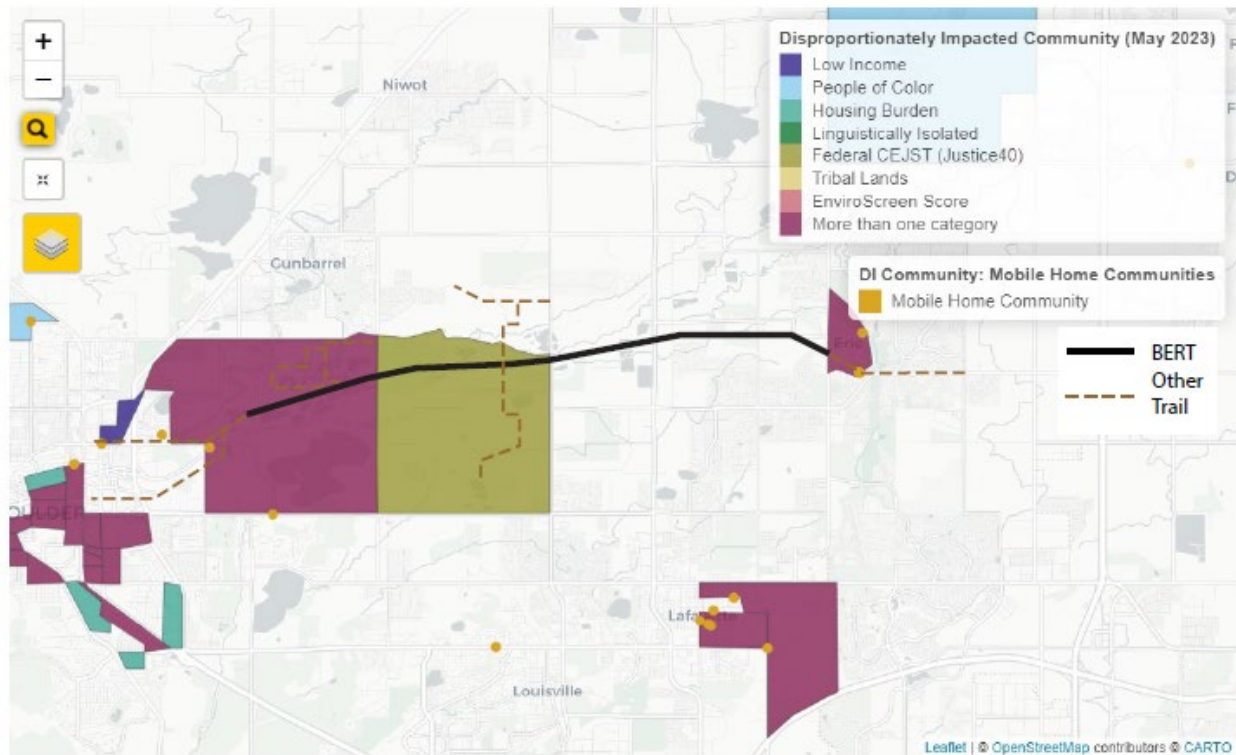 +
−
Niwot
Disproportionately Impacted Community (May 2023)
Low Income
People of Color
Housing Burden
Linguistically Isolated
Federal CEJST (Justice40)
Tribal Lands
EnviroScreen Score
More than one category
Gunbarrel
DI Community: Mobile Home Communities
Mobile Home Community
Erie
BERT
Other
Trail
OULDER
Lafayette
Louisville
Leaflet | © OpenStreetMap contributors © CARTO